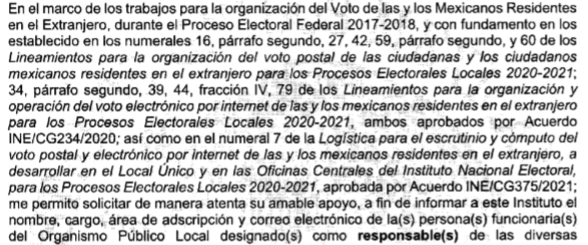 En el marco de los trabajos para la organización del Voto de las y los Mexicanos Residentes
en el Extranjero, durante el Proceso Electoral Federal 2017-2018, y con fundamento en los
establecido en los numerales 16, párrafo segundo, 27, 42, 59, párrafo segundo, y 60 de los
Lineamientos para la organización del voto postal de las ciudadanas y los ciudadanos
mexicanos residentes en el extranjero para los Procesos Electorales Locales 2020-2021;
34, párrafo segundo, 39, 44, fracción IV, 79 de los Lineamientos para la organización y
operación del voto electrónico por internet de las y los mexicanos residentes en el extranjero
para los Procesos Electorales Locales 2020-2021, ambos aprobados por Acuerdo
INE/CG234/2020; así como en el numeral 7 de la Logística para el escrutinio y cómputo del
voto postal y electrónico por internet de las y los mexicanos residentes en el extranjero, a
desarrollar en el Local Único y en las Oficinas Centrales del Instituto Nacional Electoral,
para los Procesos Electorales Locales 2020-2021, aprobada por Acuerdo INE/CG375/2021;
me permito solicitar de manera atenta su amable apoyo, a fin de informar a este Instituto el
nombre, cargo, área de adscripción y correo electrónico de la(s) persona(s) funcionaria(s)
del Organismo Público Local designado(s) como responsable(s) de las diversas